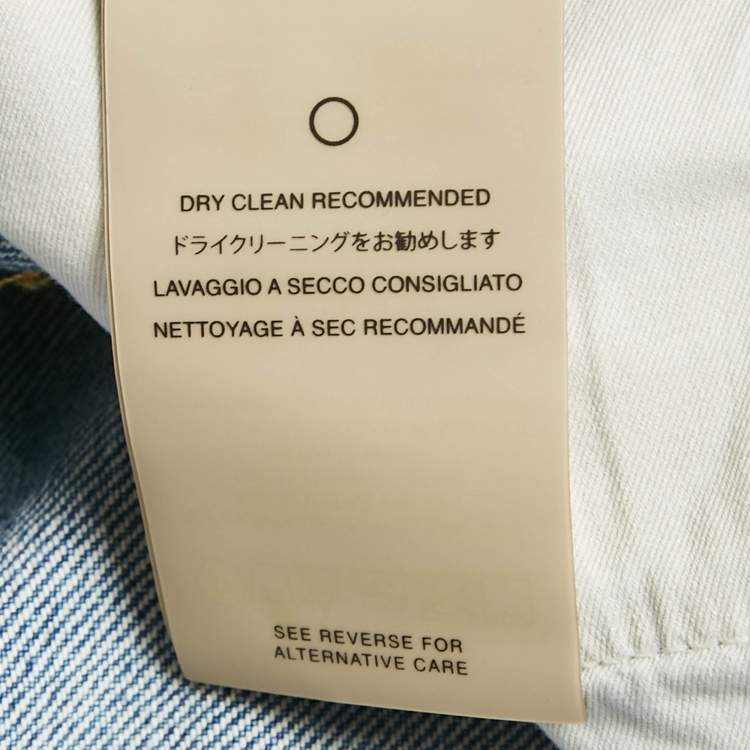 DRY CLEAN RECOMMENDED
ドライクリーニングをお勧めします
LAVAGGIO A SECCO CONSIGLIATO
NETTOYAGE À SEC RECOMMANDÉ
SEE REVERSE FOR
ALTERNATIVE CARE